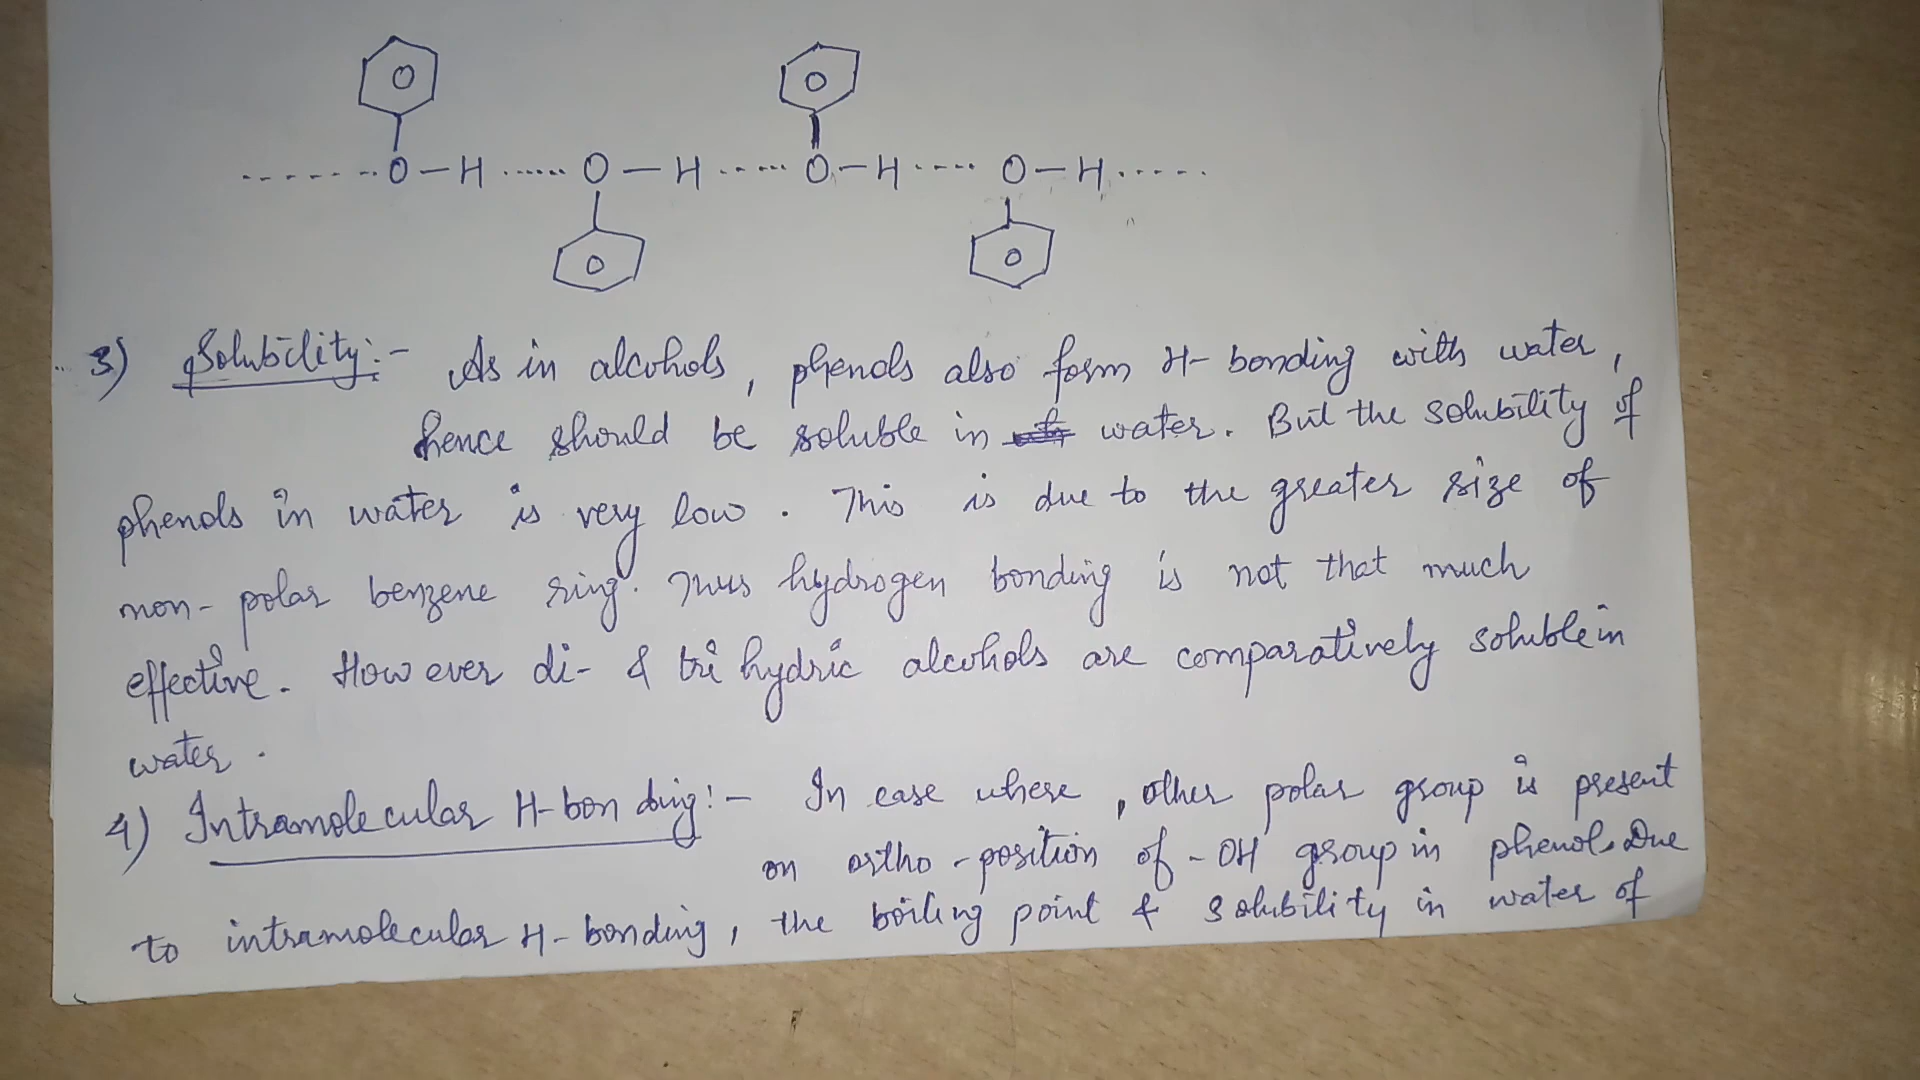 ......O—H......O—H......O—H....O—H.....
3) Solubility:- As in alcohols, phenols also form H-bonding with water,
hence should be soluble in water. But the solubility of
phenols in water is very low. This is due to the greater size of
non-polar benzene ring. Thus hydrogen bonding is not that much
effective. However di- & tri hydric alcohols are comparatively soluble in
water.
4) Intramolecular H-bonding:- In case where, other polar group is present
on ortho-position of -OH group in phenol. Due
to intramolecular H-bonding, the boiling point & solubility in water of